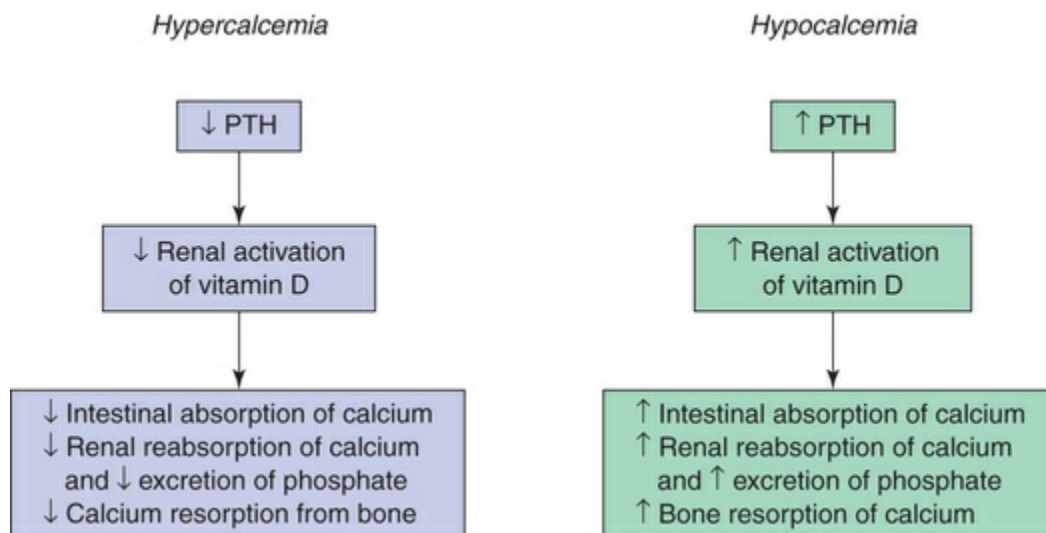 Hypercalcemia
↓ PTH
↓ Renal activation
of vitamin D
↓ Intestinal absorption of calcium
↓ Renal reabsorption of calcium
and ↓ excretion of phosphate
↓ Calcium resorption from bone
Hypocalcemia
↑ PTH
↑ Renal activation
of vitamin D
↑ Intestinal absorption of calcium
↑ Renal reabsorption of calcium
and ↑ excretion of phosphate
↑ Bone resorption of calcium